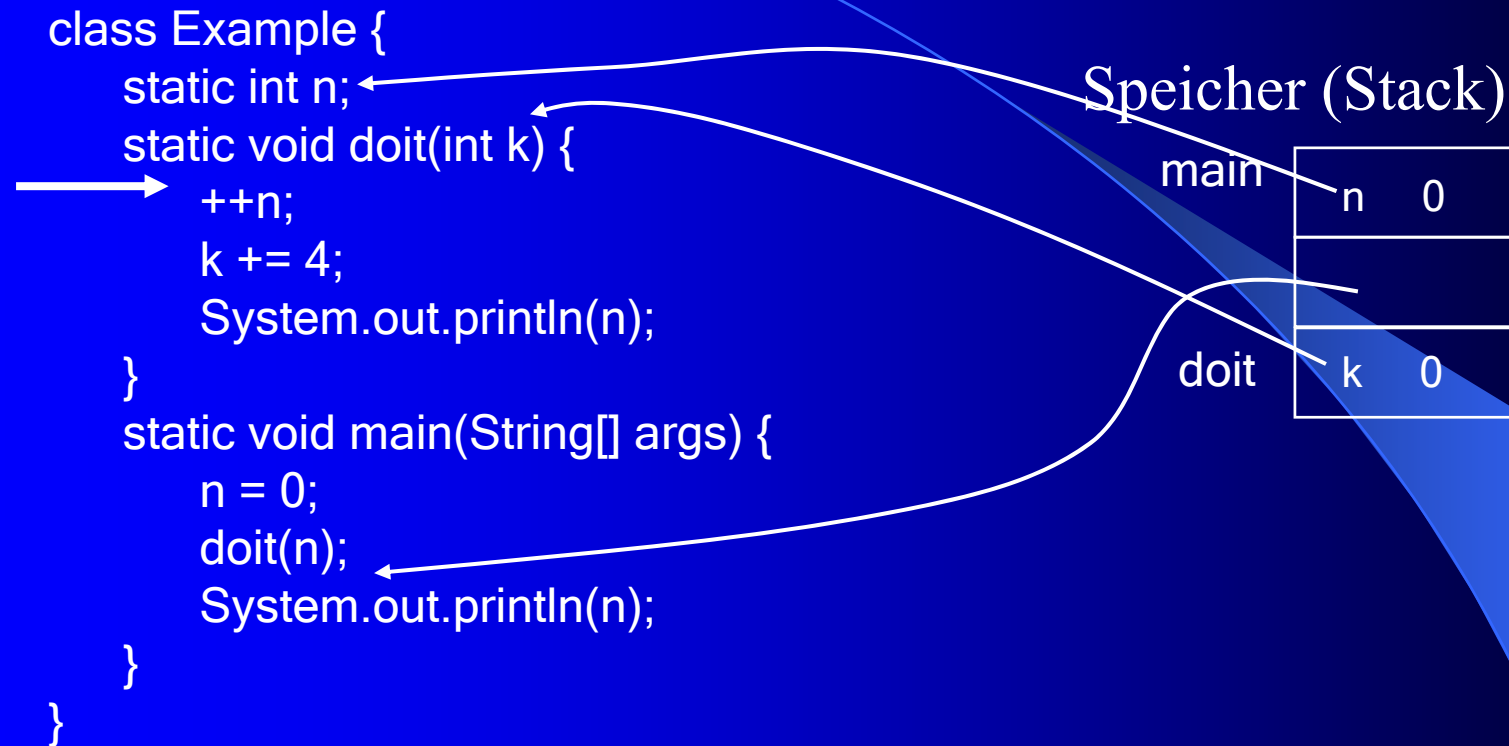 class Example {
static int n;
static void doit(int k) {
++n;
k += 4;
System.out.println(n);
}
static void main(String[] args) {
n = 0;
doit(n);
System.out.println(n);
}
}
Speicher (Stack)
main
n 0
doit
k 0